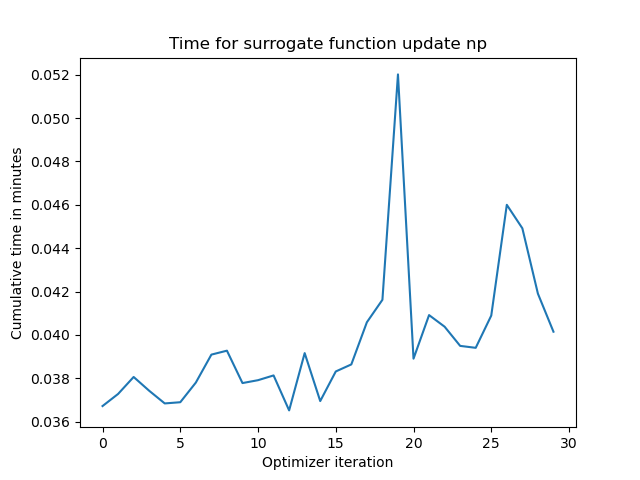 Time for surrogate function update np
Cumulative time in minutes
0.052
0.050
0.048
0.046
0.044
0.042
0.040
0.038
0.036
0 5 10 15 20 25 30
Optimizer iteration